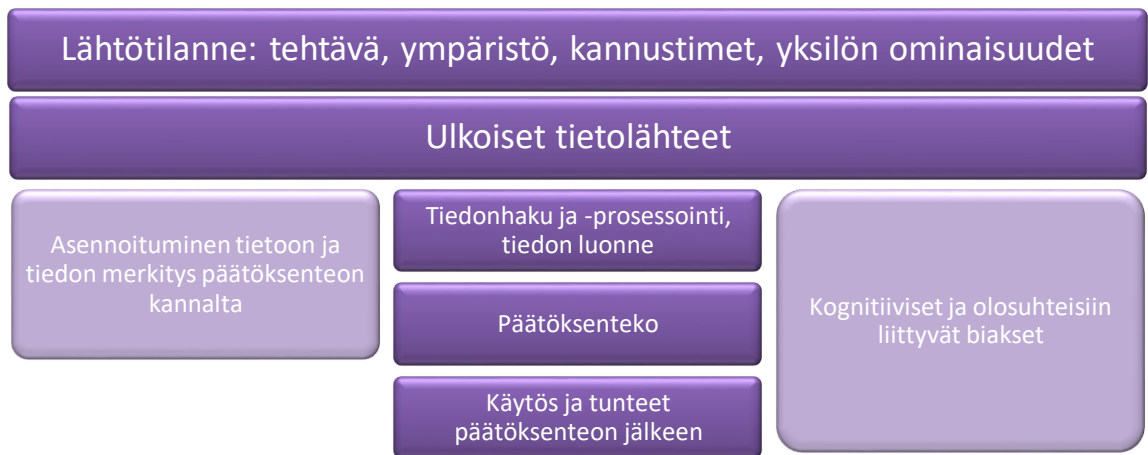 Lähtötilanne: tehtävä, ympäristö, kannustimet, yksilön ominaisuudet
Ulkoiset tietolähteet
Asennoituminen tietoon ja
tiedon merkitys päätöksenteon
kannalta
Tiedonhaku ja -prosessointi,
tiedon luonne
Päätöksenteko
Käytös ja tunteet
päätöksenteon jälkeen
Kognitiiviset ja olosuhteisiin
liittyvät biakset